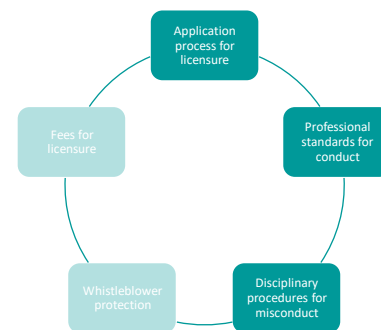 Application
process for
licensure
Professional
standards for
conduct
Disciplinary
procedures for
misconduct
Whistleblower
protection
Fees for
licensure